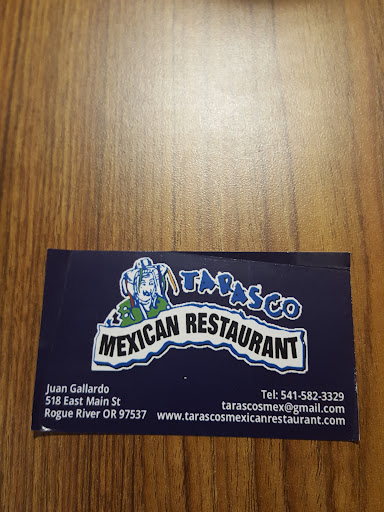 TARASCO
MEXICAN RESTAURANT
Juan Gallardo
518 East Main St
Rogue River OR 97537
Tel: 541-582-3329
tarascosmex@gmail.com
www.tarascosmexicanrestaurant.com